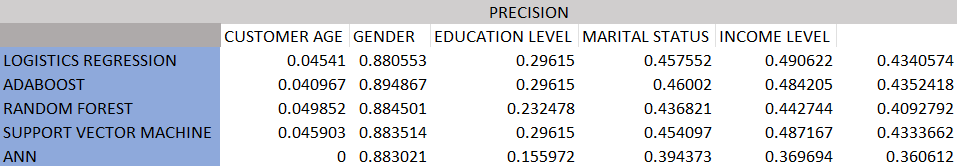 PRECISION
CUSTOMER AGE GENDER EDUCATION LEVEL MARITAL STATUS INCOME LEVEL
LOGISTICS REGRESSION 0.04541 0.880553 0.29615 0.457552 0.490622 0.4340574
ADABOOST 0.040967 0.894867 0.29615 0.46002 0.484205 0.4352418
RANDOM FOREST 0.049852 0.884501 0.232478 0.436821 0.442744 0.4092792
SUPPORT VECTOR MACHINE 0.045903 0.883514 0.29615 0.454097 0.487167 0.4333662
ANN 0 0.883021 0.155972 0.394373 0.369694 0.360612